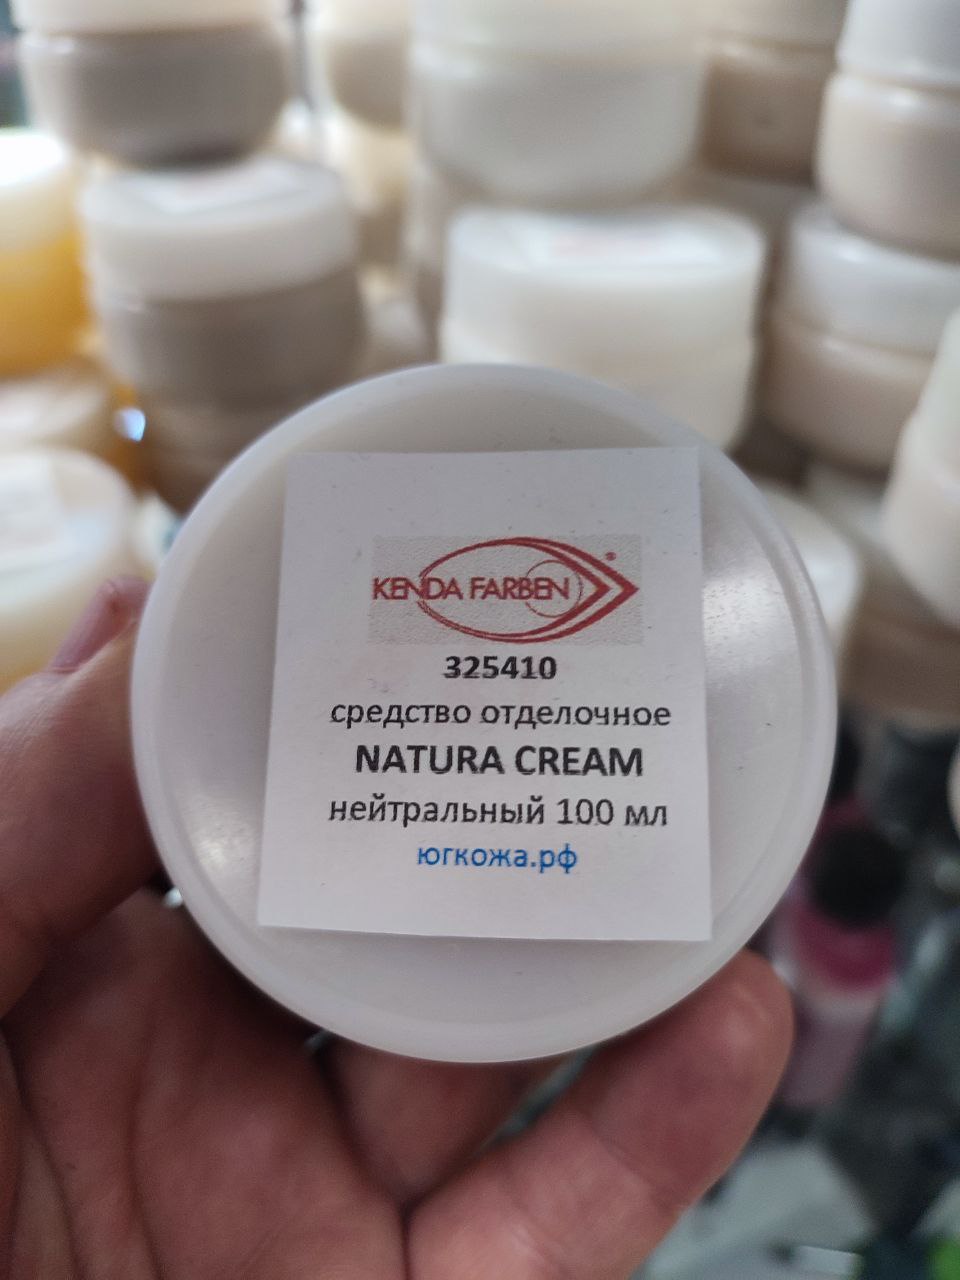 KENDA FARBEN®
325410
средство отделочное
NATURA CREAM
нейтральный 100 мл
югкожа.рф